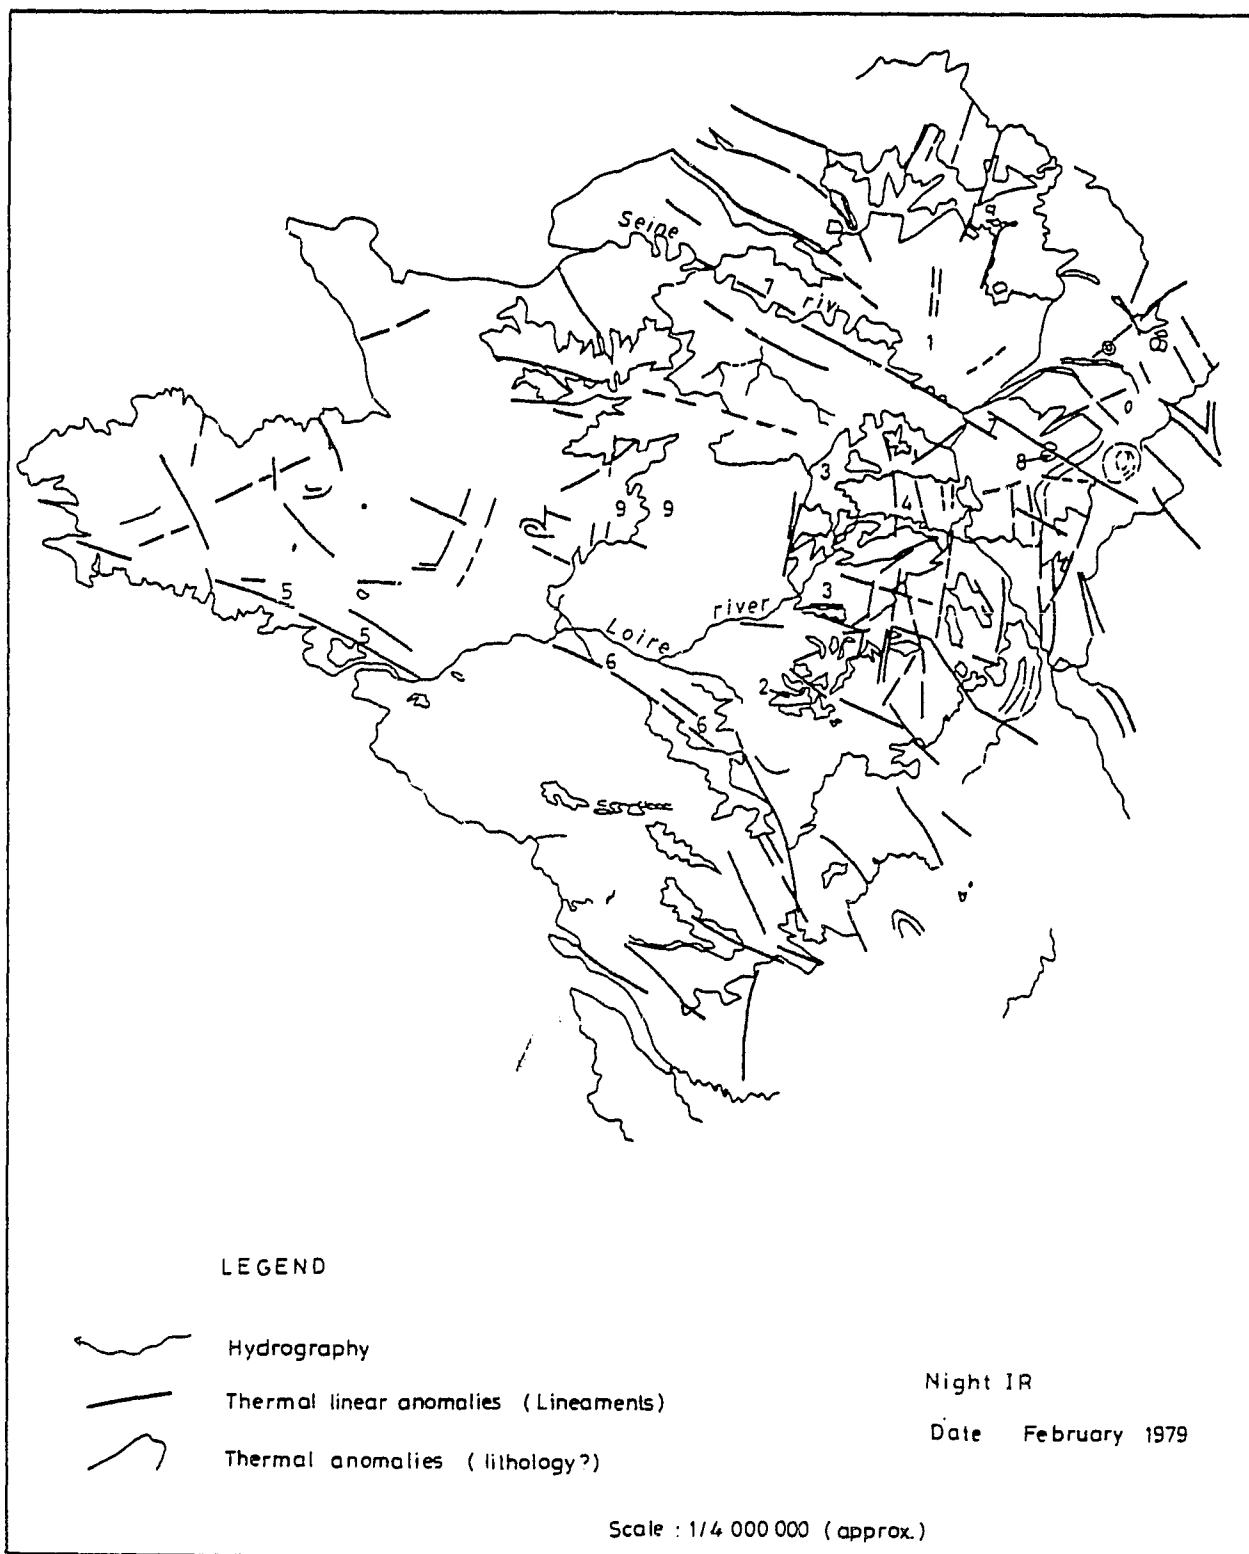 Seine
7 riv
1
3
4
8
9 9
5
3
river
5
Loire
6
2
6
7
LEGEND
Hydrography
Thermal linear anomalies (Lineaments)
Thermal anomalies (lithology?)
Night IR
Date February 1979
Scale : 1/4 000 000 (approx.)